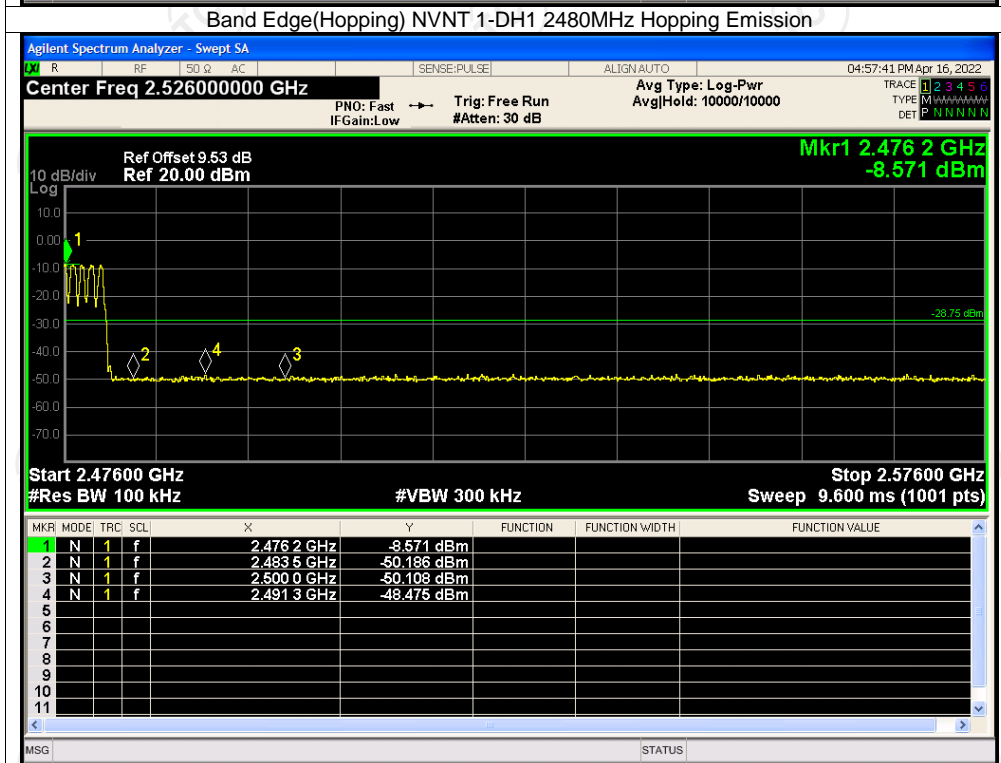 Band Edge(Hopping) NVNT 1-DH1 2480MHz Hopping Emission
Agilent Spectrum Analyzer - Swept SA
LXI R RF 50 Ω AC SENSE:PULSE ALIGNAUTO 04:57:41 PM Apr 16, 2022
Center Freq 2.526000000 GHz
PNO: Fast
IFGain:Low
Trig: Free Run
#Atten: 30 dB
Avg Type: Log-Pwr
Avg|Hold: 10000/10000
TRACE 1 2 3 4 5 6
TYPE M
DET P N N N N N
Ref Offset 9.53 dB
Ref 20.00 dBm
10 dB/div
Log
Mkr1 2.476 2 GHz
-8.571 dBm
10.0
0.00
-10.0
-20.0
-30.0
-40.0
-50.0
-60.0
-70.0
1
2
4
3
-28.75 dBm
Start 2.47600 GHz
Stop 2.57600 GHz
#Res BW 100 kHz
#VBW 300 kHz
Sweep 9.600 ms (1001 pts)
MKR MODE TRC SCL X Y FUNCTION FUNCTION WIDTH FUNCTION VALUE
1 N 1 f 2.476 2 GHz -8.571 dBm
2 N 1 f 2.483 5 GHz -50.186 dBm
3 N 1 f 2.500 0 GHz -50.108 dBm
4 N 1 f 2.491 3 GHz -48.475 dBm
5
6
7
8
9
10
11
MSG STATUS